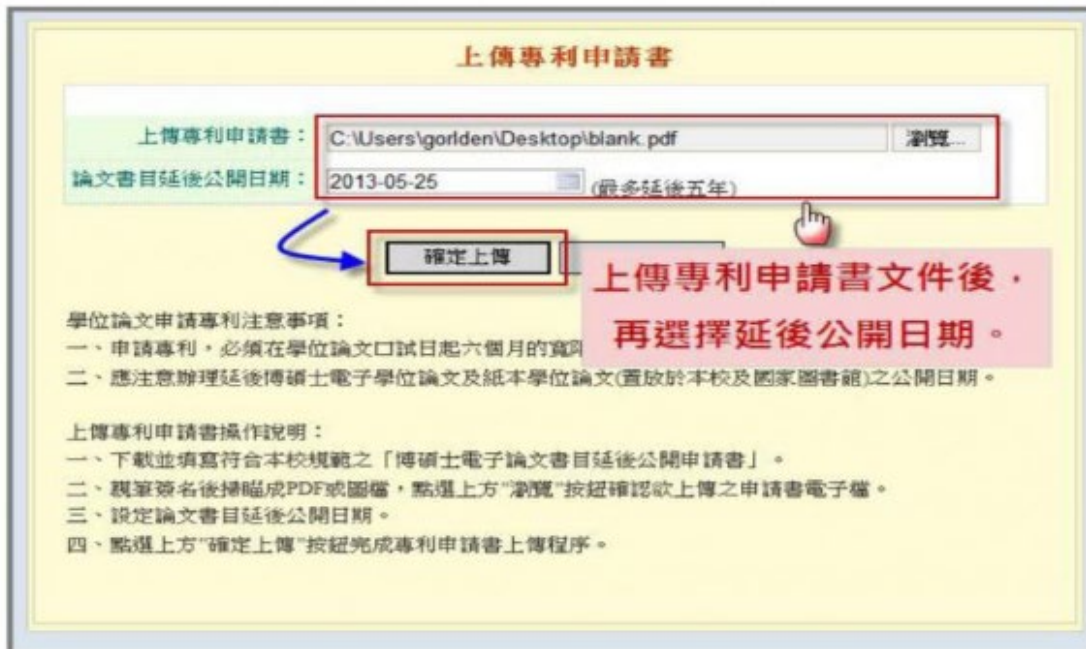 上傳專利申請書
上傳專利申請書：
C:\Users\gorlden\Desktop\blank.pdf
瀏覽...
論文書目延後公開日期：
2013-05-25
(最多延後五年)
確定上傳
上傳專利申請書文件後，
再選擇延後公開日期。
學位論文申請專利注意事項：
一、申請專利，必須在學位論文口試日起六個月的寬限
二、應注意辦理延後博碩士電子學位論文及紙本學位論文(置放於本校及國家圖書館)之公開日期。
上傳專利申請書操作說明：
一、下載並填寫符合本校規範之「博碩士電子論文書目延後公開申請書」。
二、親筆簽名後掃瞄成PDF或圖檔，點選上方"瀏覽"按鈕確認欲上傳之申請書電子檔。
三、設定論文書目延後公開日期。
四、點選上方"確定上傳"按鈕完成專利申請書上傳程序。